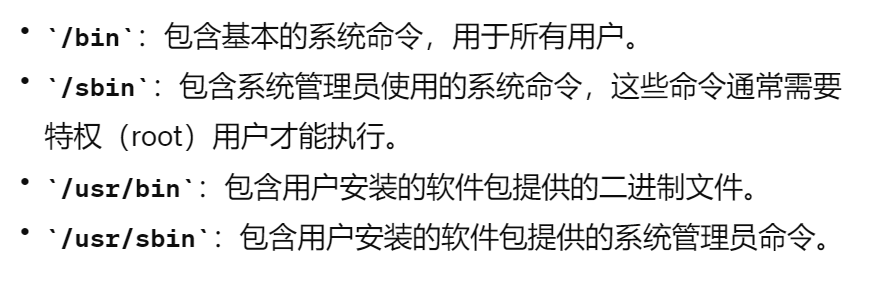 • `/bin`：包含基本的系统命令，用于所有用户。
• `/sbin`：包含系统管理员使用的系统命令，这些命令通常需要
特权（root）用户才能执行。
• `/usr/bin`：包含用户安装的软件包提供的二进制文件。
• `/usr/sbin`：包含用户安装的软件包提供的系统管理员命令。